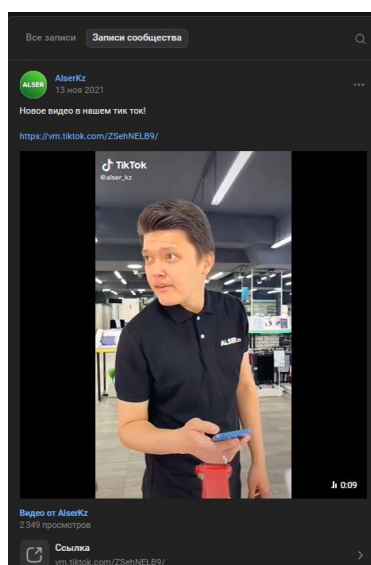 Все записи Записи сообщества
ALSER
AlserKz
13 ноя 2021
Новое видео в нашем тик ток!
https://vm.tiktok.com/ZSehNELB9/
TikTok
@alser_kz
ALSER
0:09
Видео от AlserKz
2 349 просмотров
Ссылка
vm.tiktok.com/ZSehNELB9/